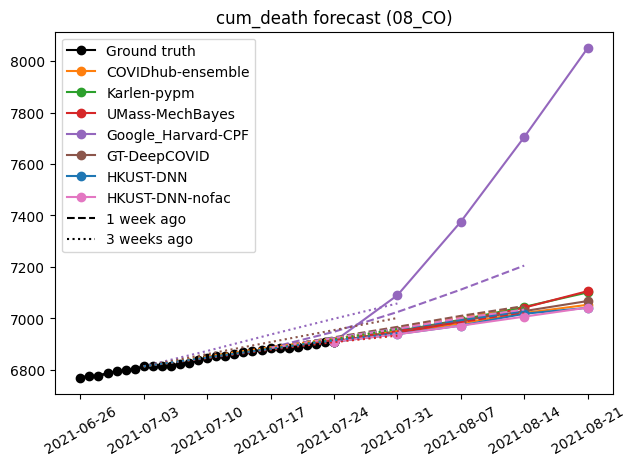 cum_death forecast (08_CO)
Ground truth
COVIDhub-ensemble
Karlen-pypm
UMass-MechBayes
Google_Harvard-CPF
GT-DeepCOVID
HKUST-DNN
HKUST-DNN-nofac
1 week ago
3 weeks ago
8000
7800
7600
7400
7200
7000
6800
2021-06-26
2021-07-03
2021-07-10
2021-07-17
2021-07-24
2021-07-31
2021-08-07
2021-08-14
2021-08-21